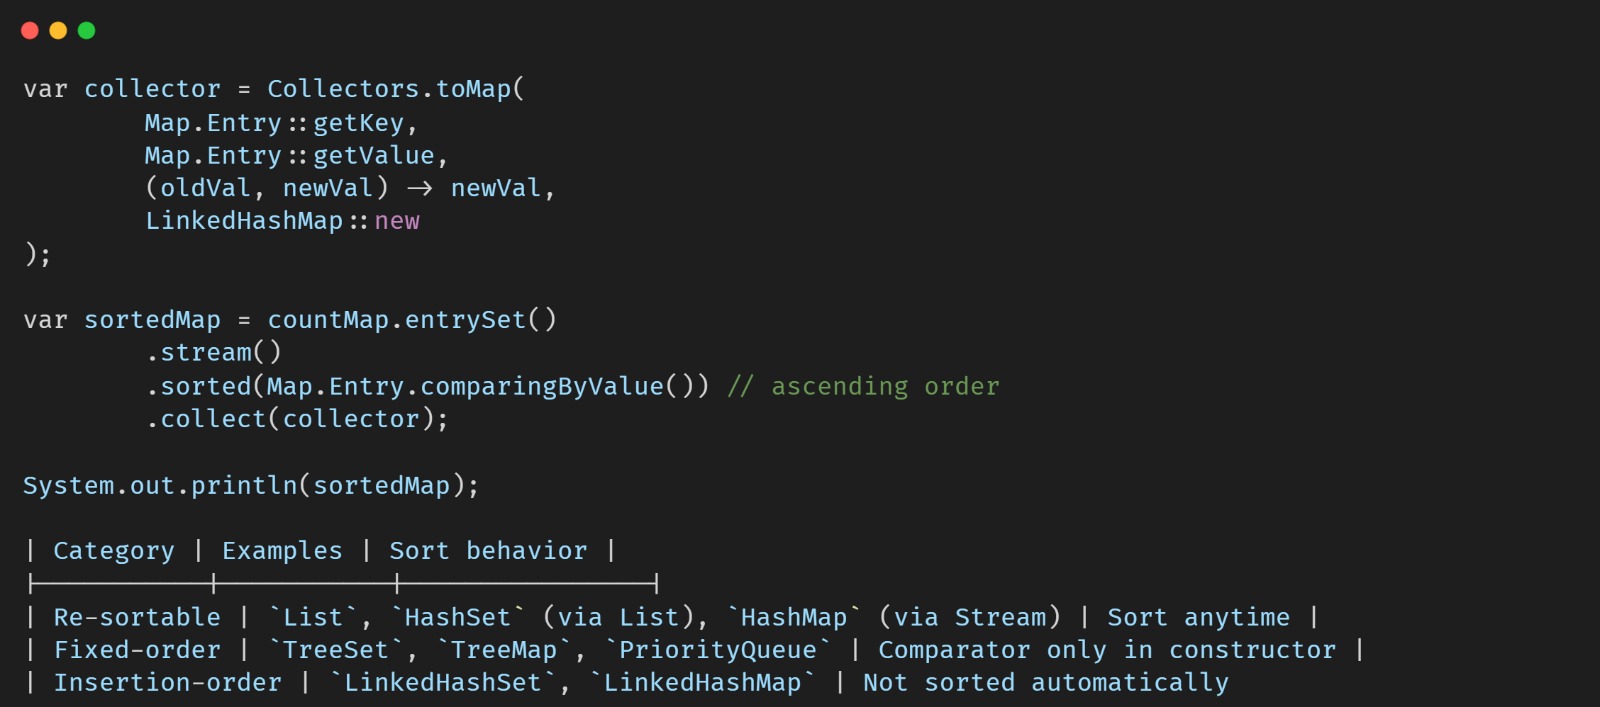 var collector = Collectors.toMap(
        Map.Entry::getKey,
        Map.Entry::getValue,
        (oldVal, newVal) -> newVal,
        LinkedHashMap::new
);

var sortedMap = countMap.entrySet()
        .stream()
        .sorted(Map.Entry.comparingByValue()) // ascending order
        .collect(collector);

System.out.println(sortedMap);

| Category | Examples | Sort behavior |
|-----------|-----------|----------------|
| Re-sortable | `List`, `HashSet` (via List), `HashMap` (via Stream) | Sort anytime |
| Fixed-order | `TreeSet`, `TreeMap`, `PriorityQueue` | Comparator only in constructor |
| Insertion-order | `LinkedHashSet`, `LinkedHashMap` | Not sorted automatically